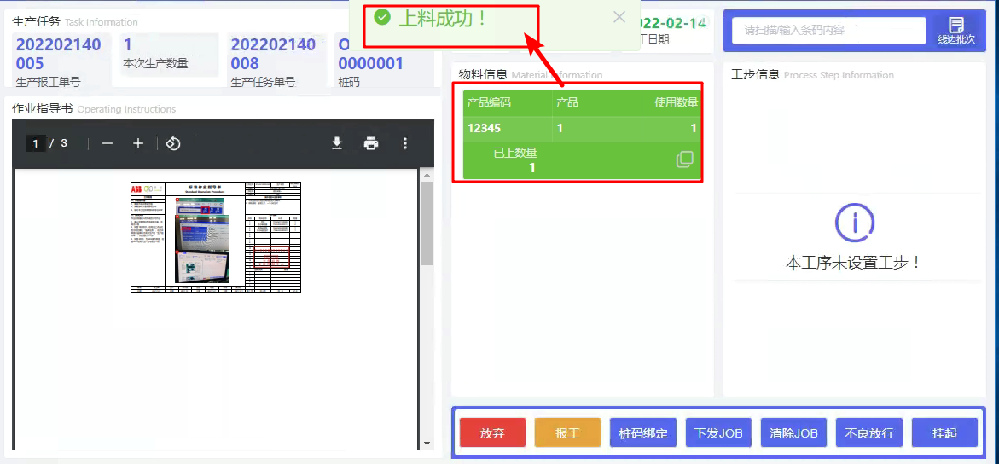 生产任务 Task Information
202202140
005
生产报工单号
1
本次生产数量
202202140
008
生产任务单号
0000001
桩码
上料成功！
22-02-14
工日期
请扫描/输入条码内容
线边批次
作业指导书 Operating Instructions
1 / 3
ABB
标准作业指导书
Standard Operation Procedure
物料信息 Material Information
产品编码 产品 使用数量
12345 1 1
已上数量
1
工步信息 Process Step Information
本工序未设置工步！
放弃 报工 桩码绑定 下发JOB 清除JOB 不良放行 挂起